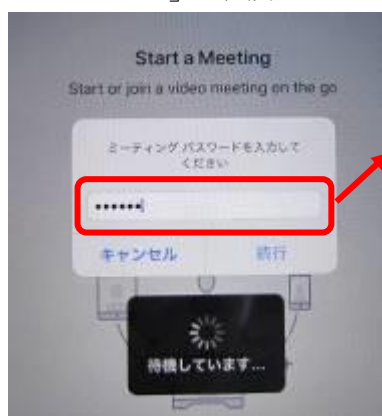 Start a Meeting
Start or join a video meeting on the go
ミーティングパスワードを入力して
ください
••••••
キャンセル
続行
待機しています...